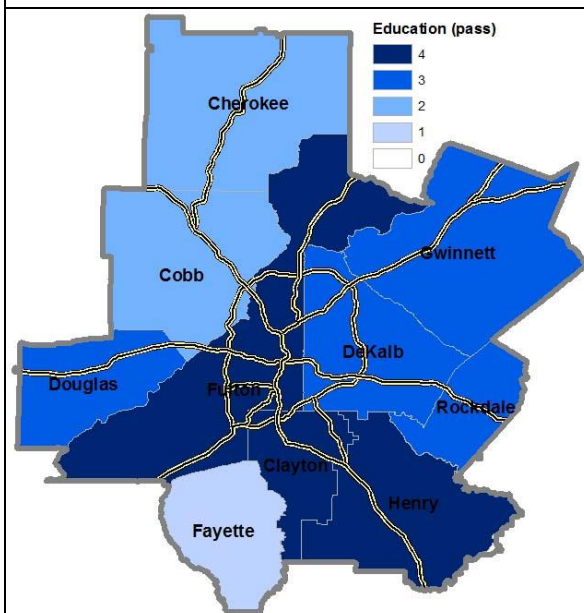 Education (pass)
4
3
2
1
0
Cherokee
Gwinnett
Cobb
DeKalb
Douglas
Fulton
Rockdale
Clayton
Henry
Fayette